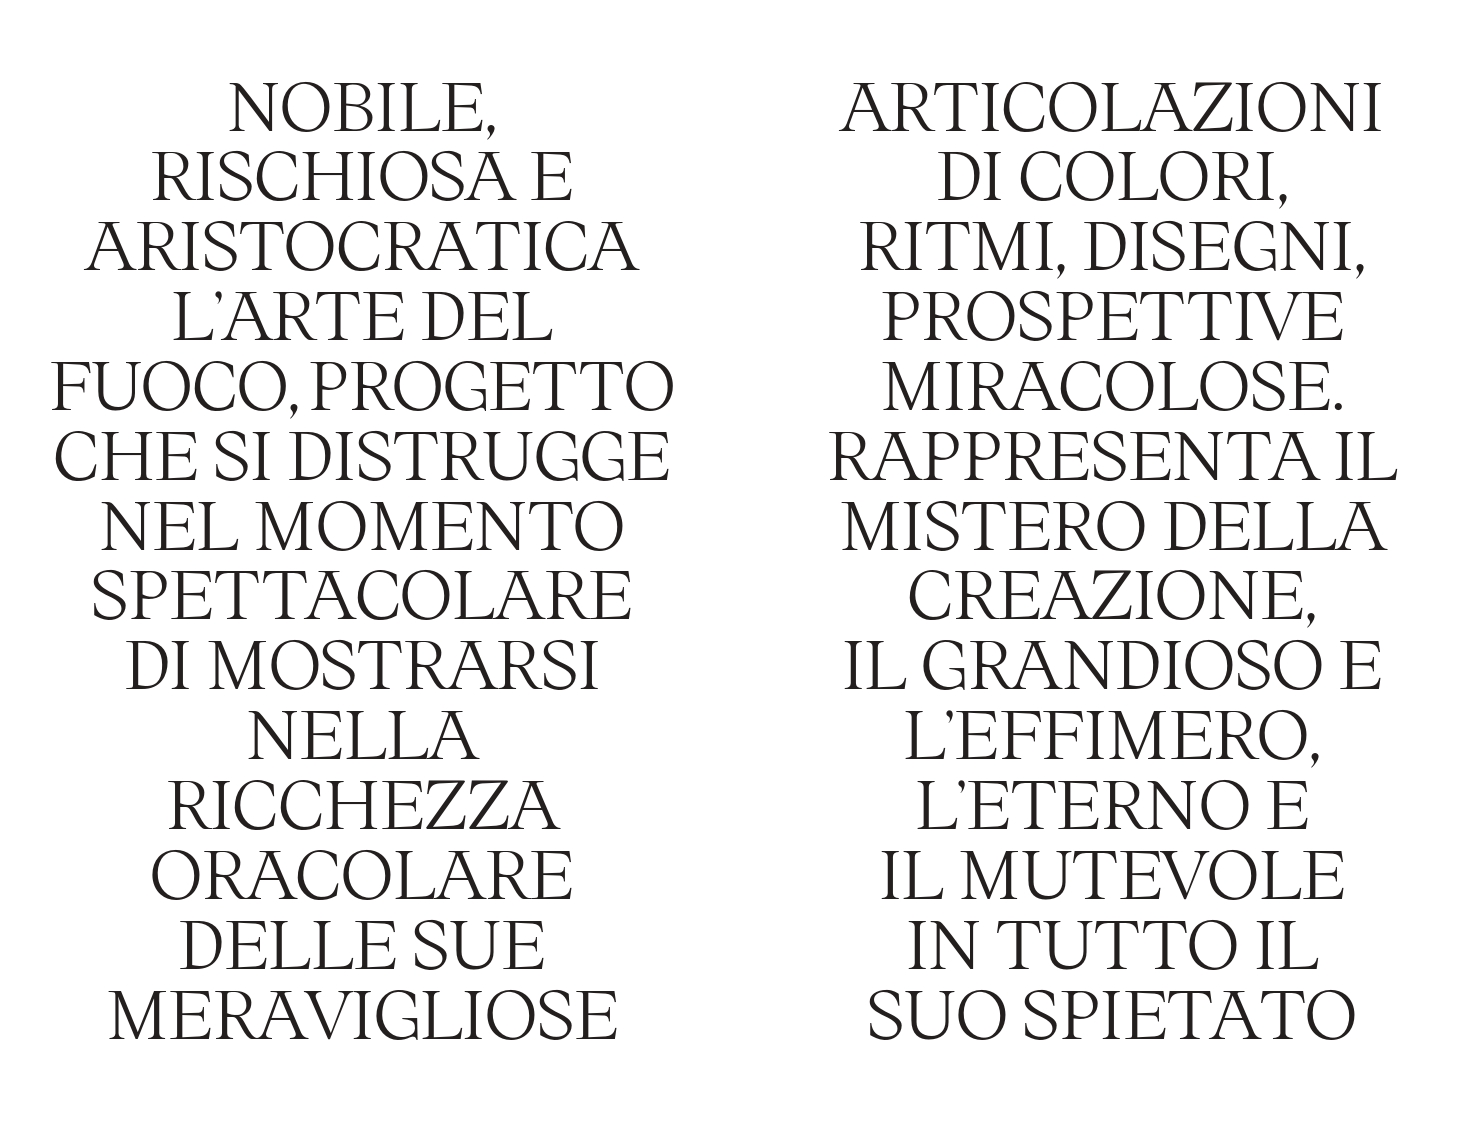 NOBILE,
RISCHIOSA E
ARISTOCRATICA
L’ARTE DEL
FUOCO, PROGETTO
CHE SI DISTRUGGE
NEL MOMENTO
SPETTACOLARE
DI MOSTRARSI
NELLA
RICCHEZZA
ORACOLARE
DELLE SUE
MERAVIGLIOSE
ARTICOLAZIONI
DI COLORI,
RITMI, DISEGNI,
PROSPETTIVE
MIRACOLOSE.
RAPPRESENTA IL
MISTERO DELLA
CREAZIONE,
IL GRANDIOSO E
L’EFFIMERO,
L’ETERNO E
IL MUTEVOLE
IN TUTTO IL
SUO SPIETATO